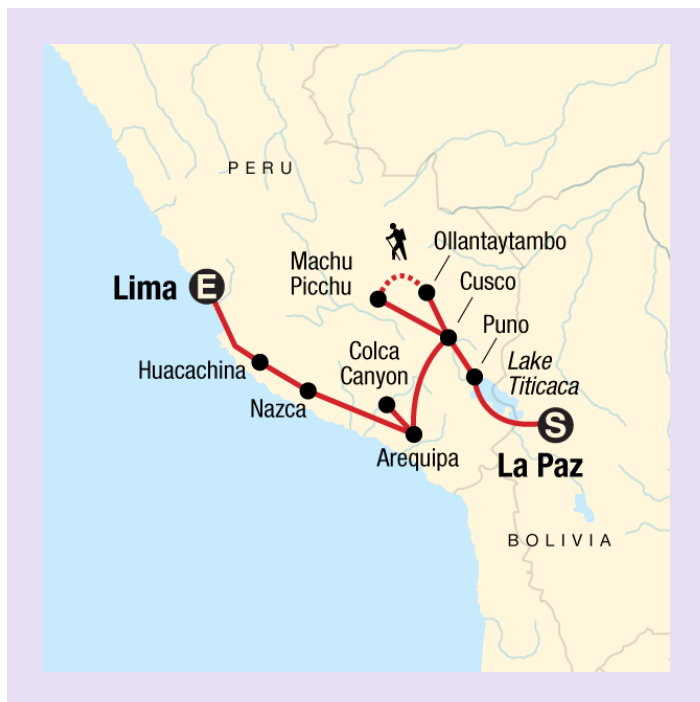 PERU
Ollantaytambo
Machu
Picchu
Cusco
Lima
E
Puno
Huacachina
Colca
Canyon
Lake
Titicaca
Nazca
S
Arequipa
La Paz
BOLIVIA